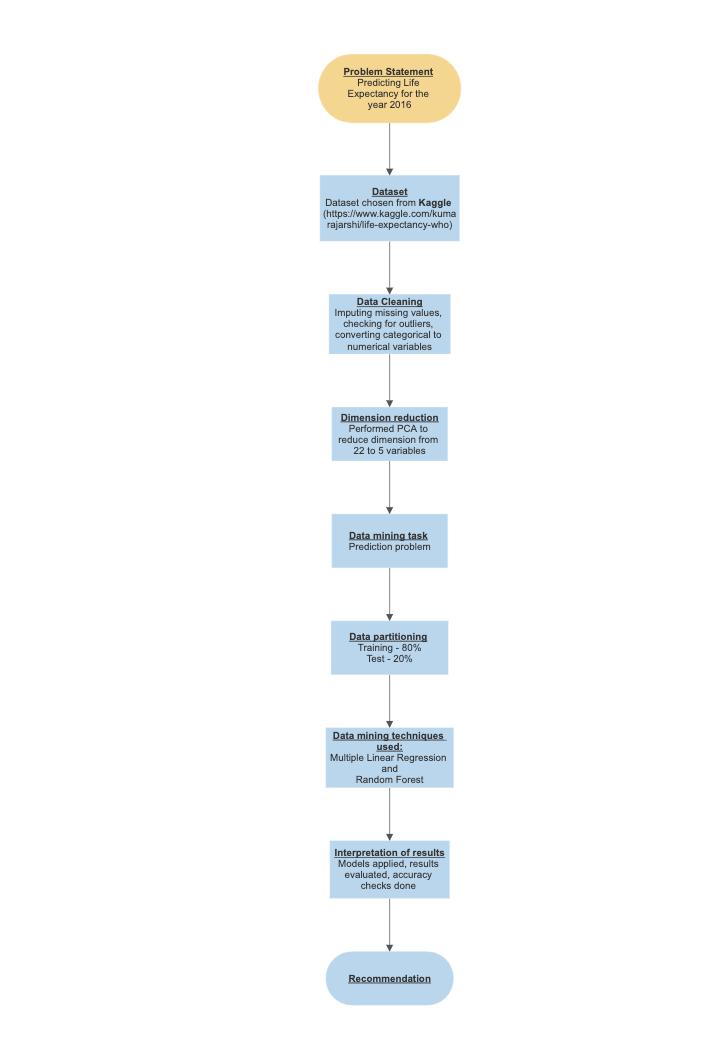 Problem Statement
Predicting Life
Expectancy for the
year 2016
Dataset
Dataset chosen from Kaggle
(https://www.kaggle.com/kuma
rajarshi/life-expectancy-who)
Data Cleaning
Imputing missing values,
checking for outliers,
converting categorical to
numerical variables
Dimension reduction
Performed PCA to
reduce dimension from
22 to 5 variables
Data mining task
Prediction problem
Data partitioning
Training - 80%
Test - 20%
Data mining techniques
used:
Multiple Linear Regression
and
Random Forest
Interpretation of results
Models applied, results
evaluated, accuracy
checks done
Recommendation